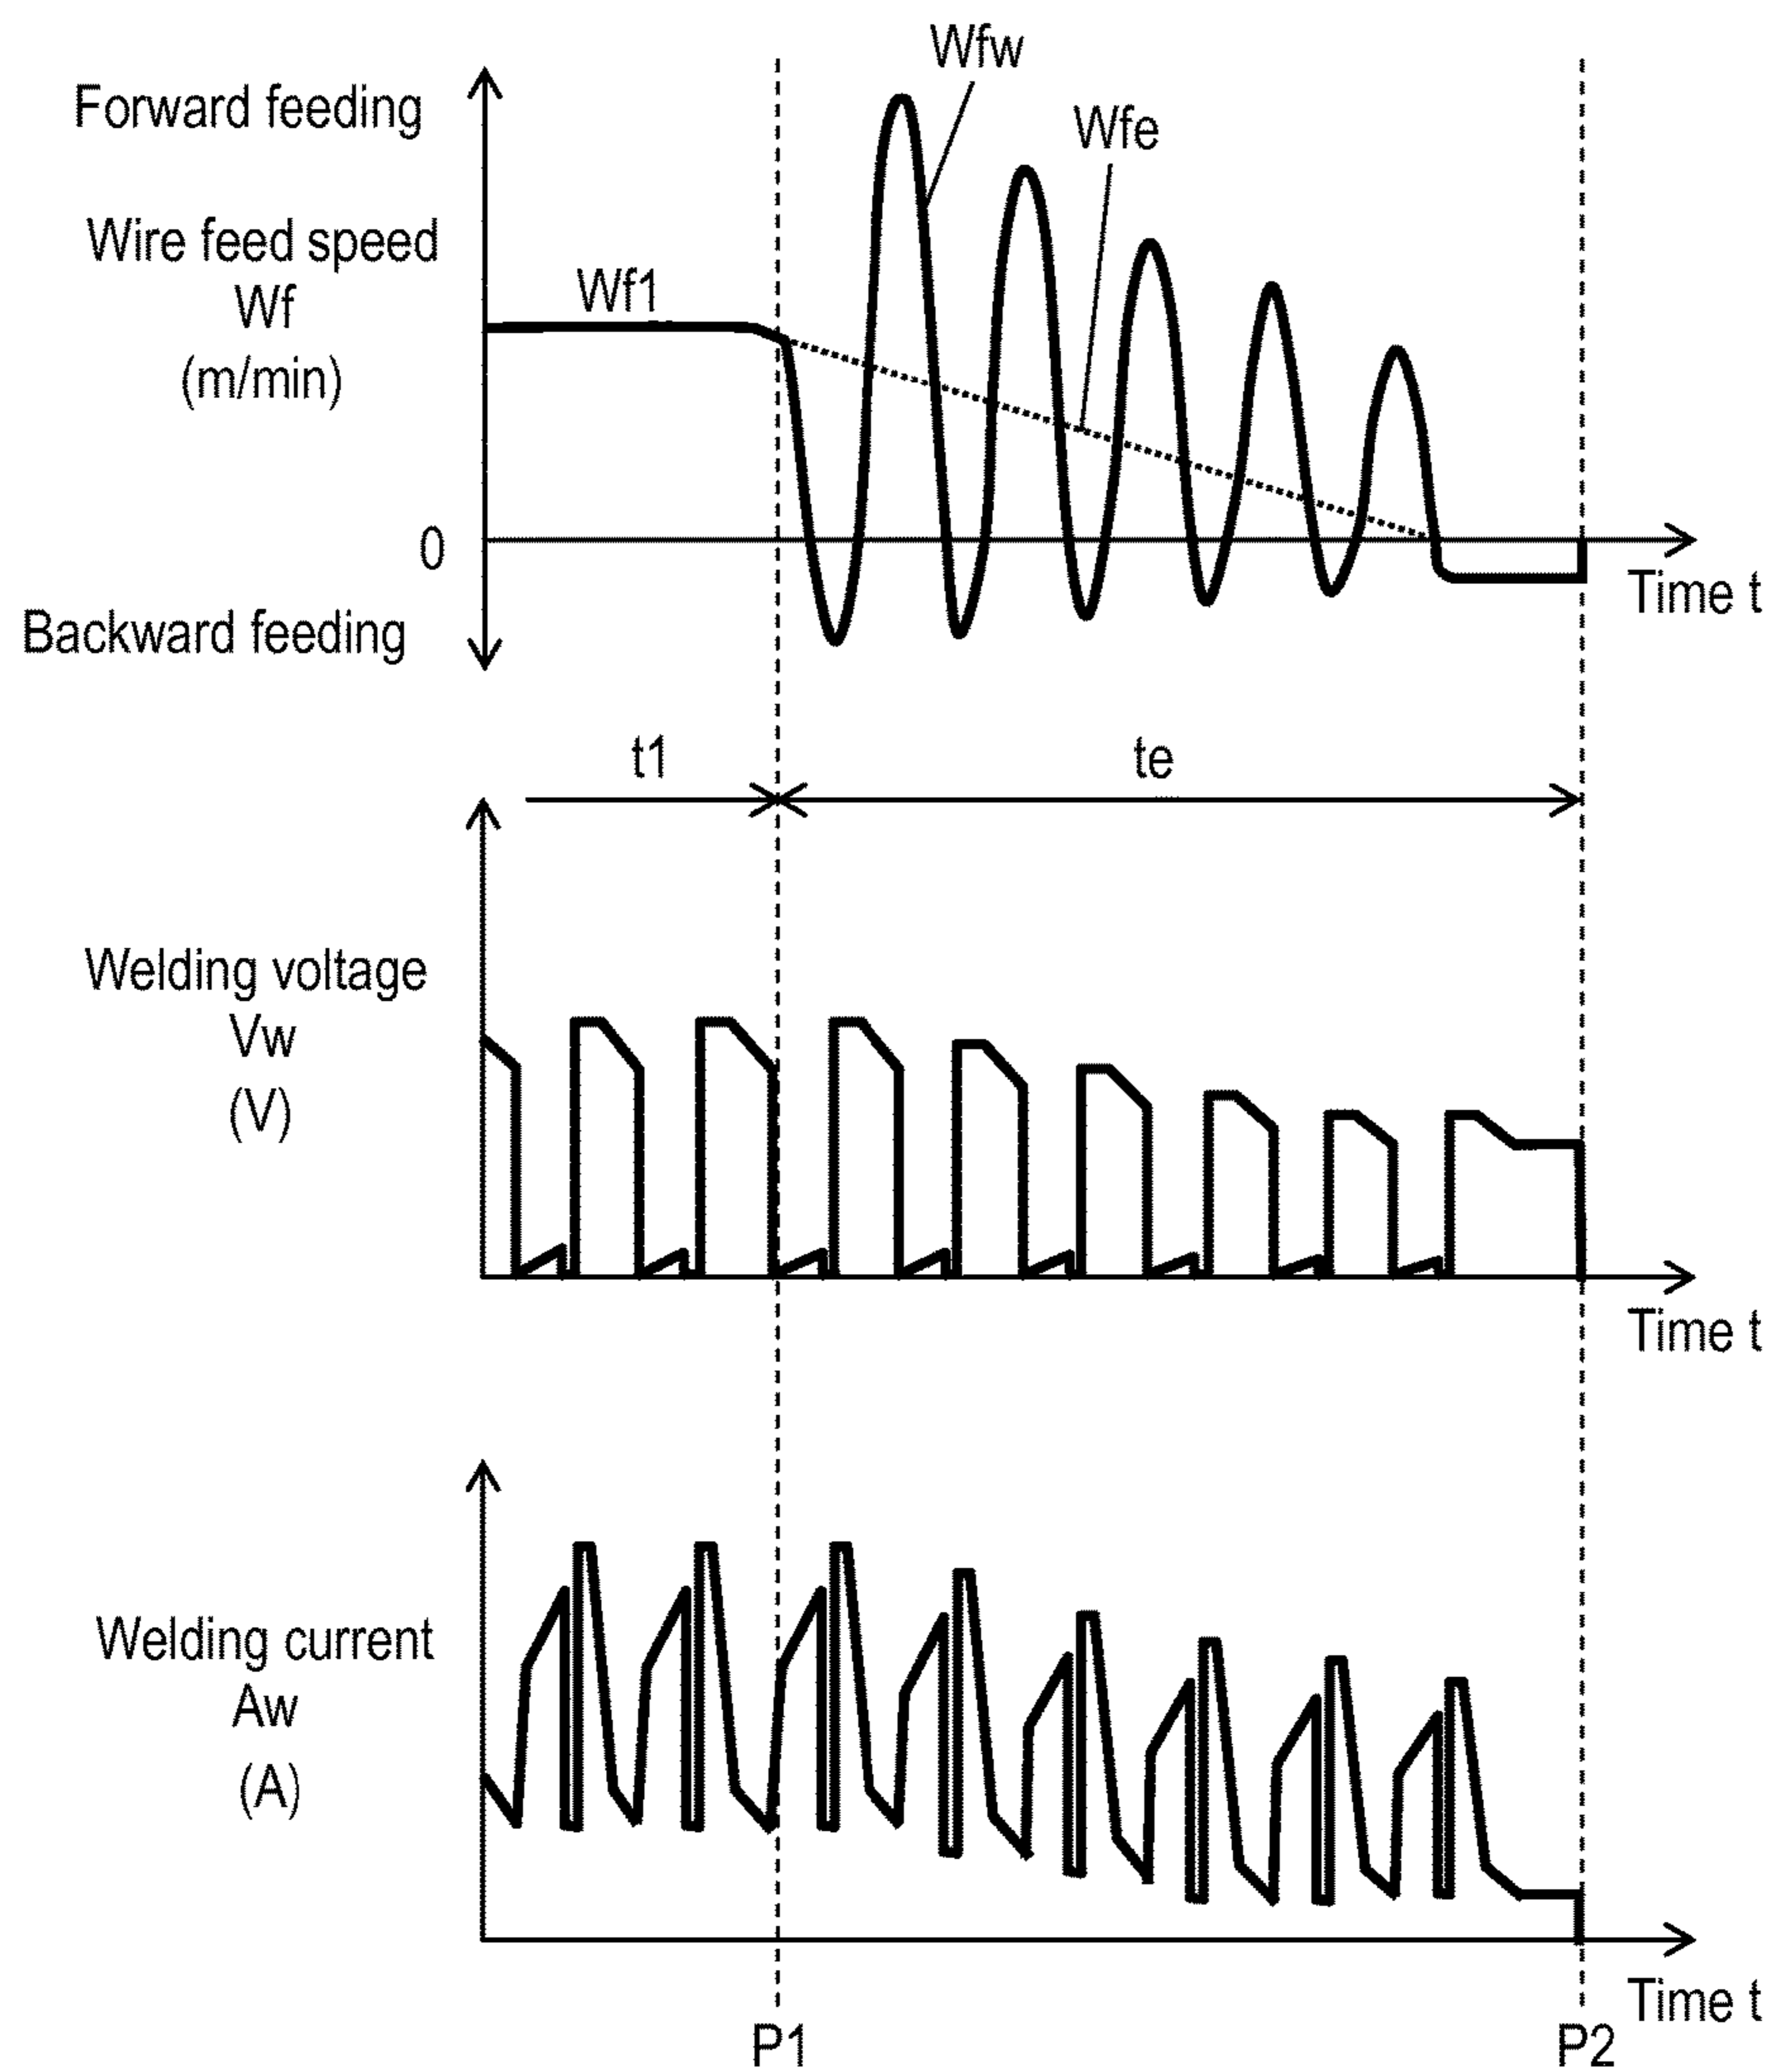 Wfw
Forward feeding
Wfe
Wire feed speed
Wf
(m/min)
Wf1
0
Time t
Backward feeding
t1
te
Welding voltage
Vw
(V)
Time t
Welding current
Aw
(A)
Time t
P1
P2